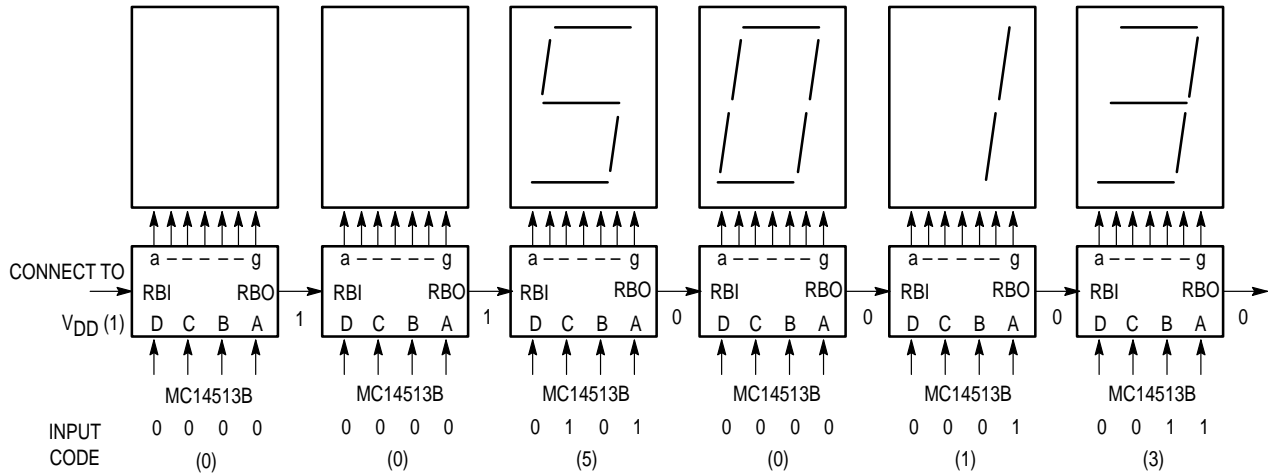 a – – – – – g a – – – – – g a – – – – – g a – – – – – g a – – – – – g a – – – – – g
CONNECT TO
RBI RBO RBI RBO RBI RBO RBI RBO RBI RBO RBI RBO
VDD (1) D C B A 1 D C B A 1 D C B A 0 D C B A 0 D C B A 0 D C B A 0
MC14513B MC14513B MC14513B MC14513B MC14513B MC14513B
INPUT 0 0 0 0 0 0 0 0 0 1 0 1 0 0 0 0 0 0 0 1 0 0 1 1
CODE (0) (0) (5) (0) (1) (3)